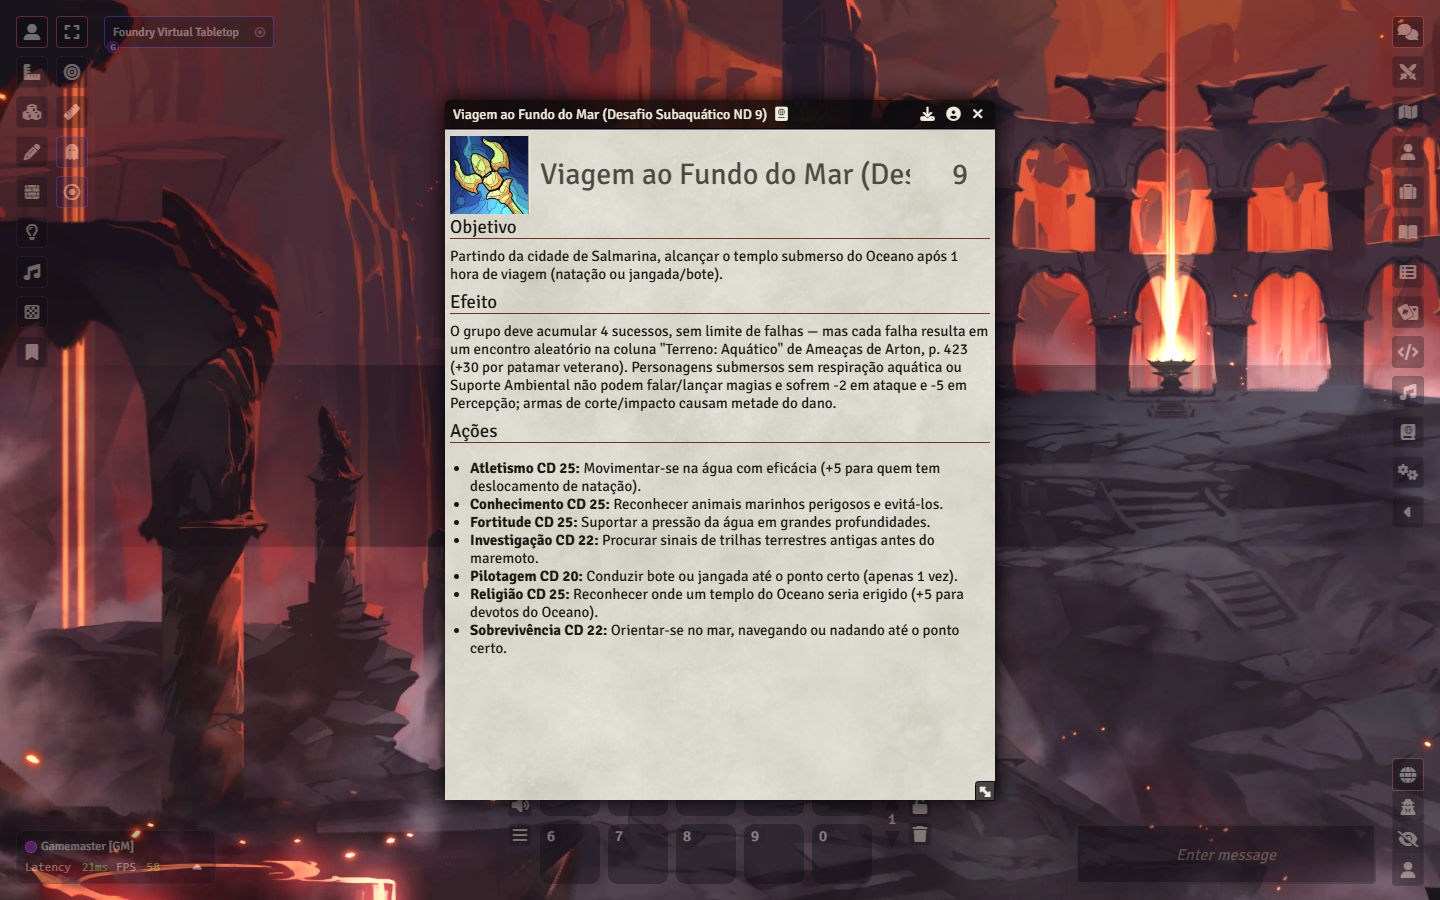 Foundry Virtual Tabletop
G
Viagem ao Fundo do Mar (Desafio Subaquático ND 9)
Viagem ao Fundo do Mar (Des
9
Objetivo
Partindo da cidade de Salmarina, alcançar o templo submerso do Oceano após 1
hora de viagem (natação ou jangada/bote).
Efeito
O grupo deve acumular 4 sucessos, sem limite de falhas — mas cada falha resulta em
um encontro aleatório na coluna "Terreno: Aquático" de Ameaças de Arton, p. 423
(+30 por patamar veterano). Personagens submersos sem respiração aquática ou
Suporte Ambiental não podem falar/lançar magias e sofrem -2 em ataque e -5 em
Percepção; armas de corte/impacto causam metade do dano.
Ações
• Atletismo CD 25: Movimentar-se na água com eficácia (+5 para quem tem
deslocamento de natação).
• Conhecimento CD 25: Reconhecer animais marinhos perigosos e evitá-los.
• Fortitude CD 25: Suportar a pressão da água em grandes profundidades.
• Investigação CD 22: Procurar sinais de trilhas terrestres antigas antes do
maremoto.
• Pilotagem CD 20: Conduzir bote ou jangada até o ponto certo (apenas 1 vez).
• Religião CD 25: Reconhecer onde um templo do Oceano seria erigido (+5 para
devotos do Oceano).
• Sobrevivência CD 22: Orientar-se no mar, navegando ou nadando até o ponto
certo.
1
6 7 8 9 0
Gamemaster [GM]
Latency 21ms FPS 58
Enter message